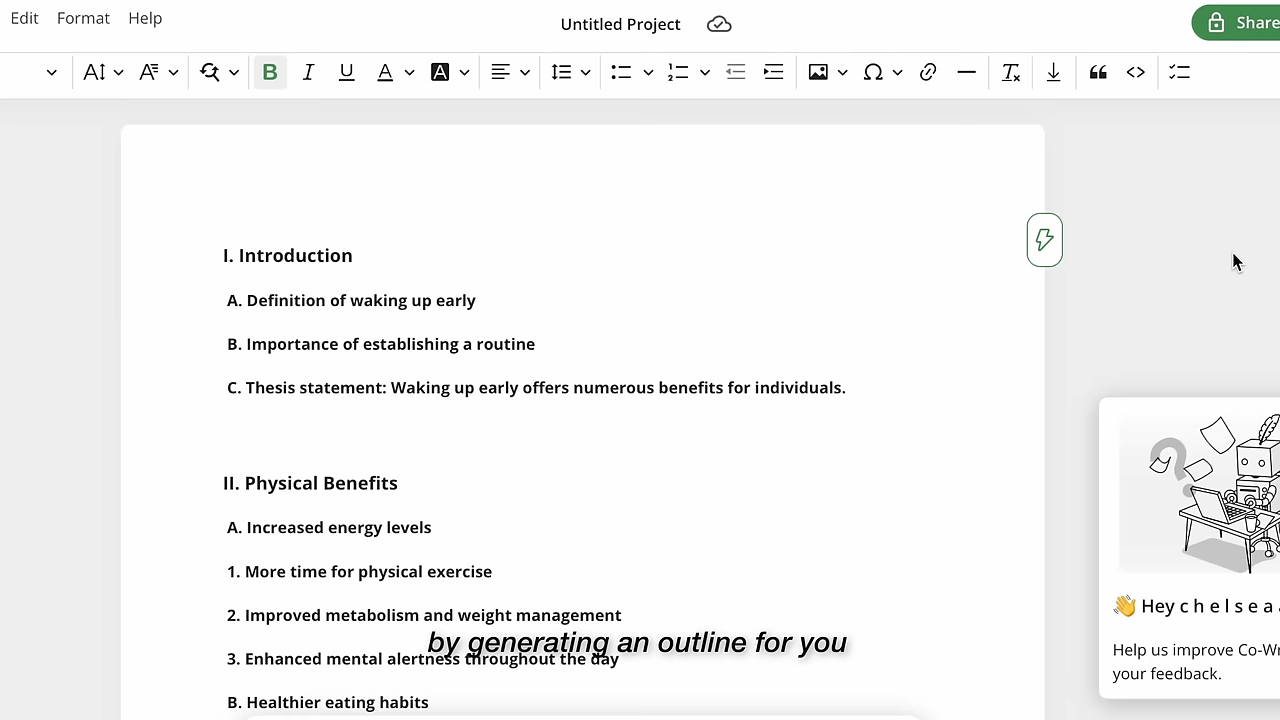 Edit Format Help
Untitled Project
Share
I. Introduction
A. Definition of waking up early
B. Importance of establishing a routine
C. Thesis statement: Waking up early offers numerous benefits for individuals.
II. Physical Benefits
A. Increased energy levels
1. More time for physical exercise
2. Improved metabolism and weight management
by generating an outline for you
3. Enhanced mental alertness throughout the day
B. Healthier eating habits
👋 Hey c h e l s e a
Help us improve
your feedback.